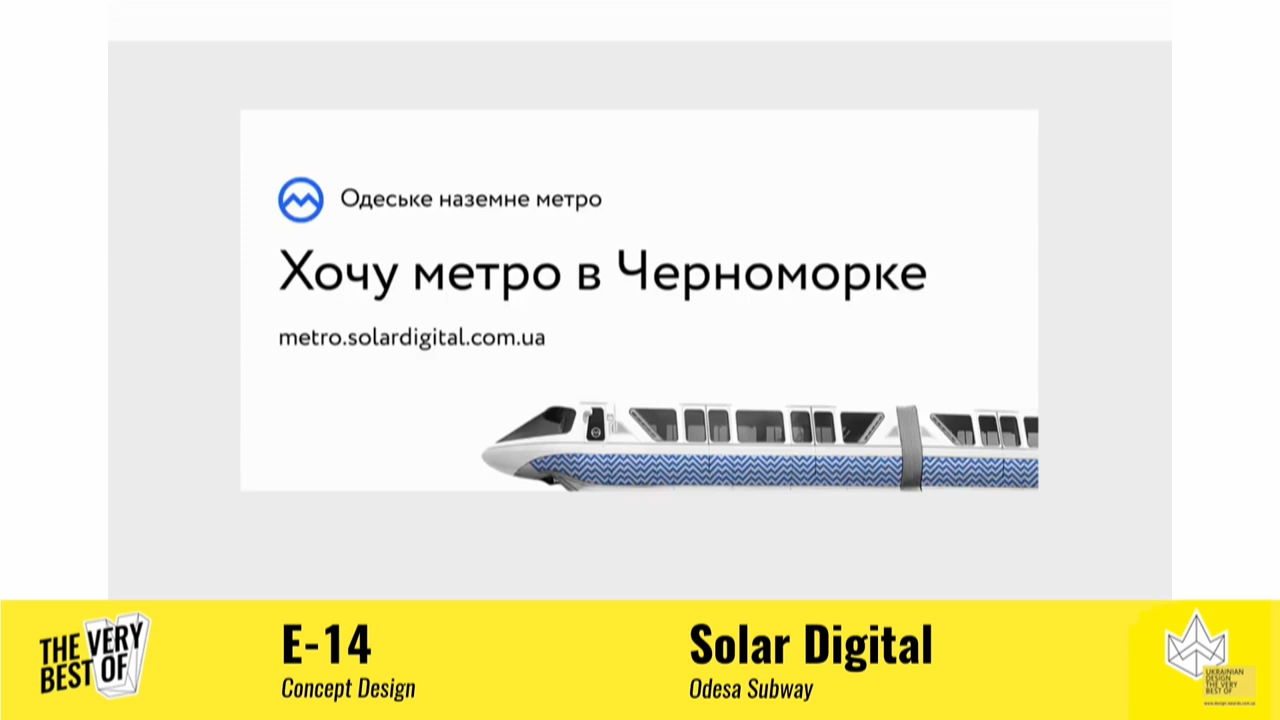 Одеське наземне метро
Хочу метро в Черноморке
metro.solardigital.com.ua
THE VERY
BEST OF
E-14
Concept Design
Solar Digital
Odesa Subway
UKRAINIAN
DESIGN
THE VERY
BEST OF